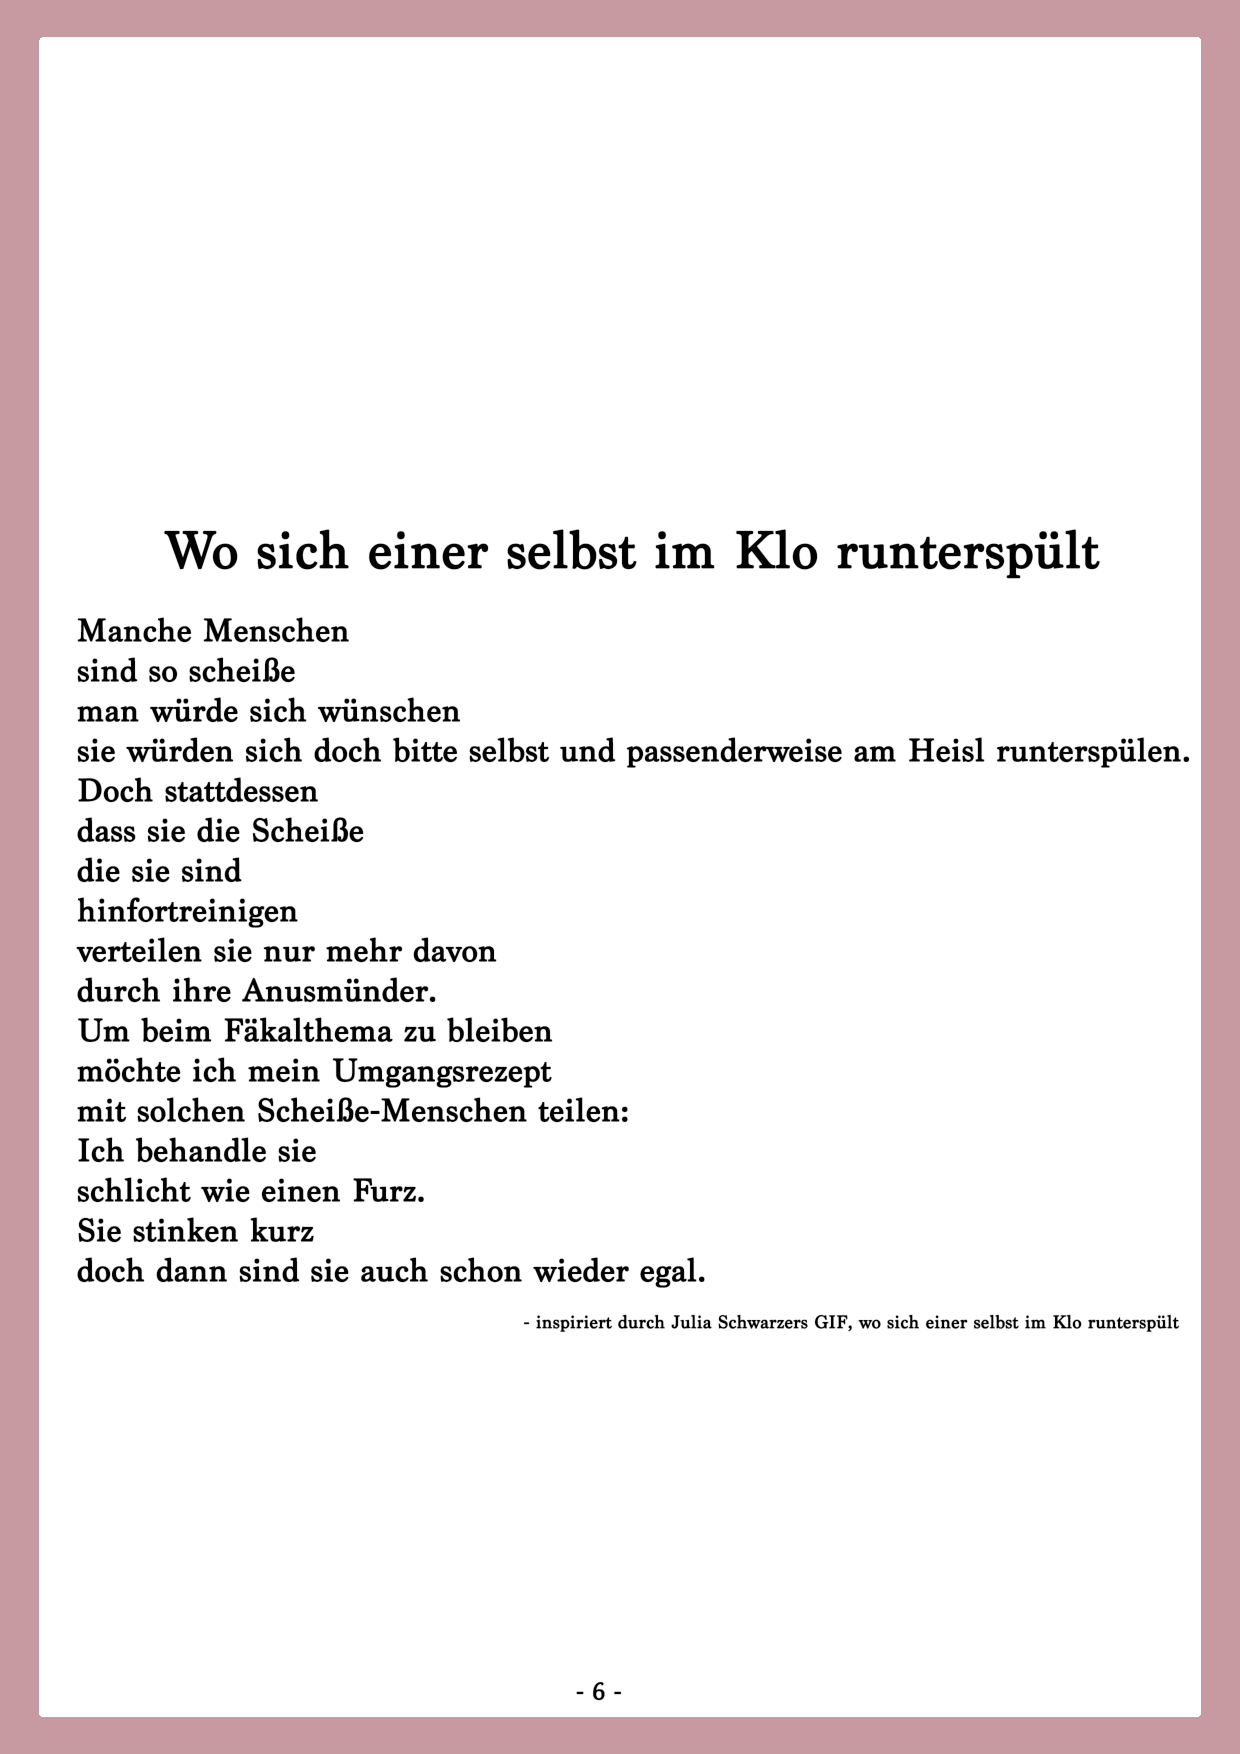 Wo sich einer selbst im Klo runterspült
Manche Menschen
sind so scheiße
man würde sich wünschen
sie würden sich doch bitte selbst und passenderweise am Heisl runterspülen.
Doch stattdessen
dass sie die Scheiße
die sie sind
hinfortreinigen
verteilen sie nur mehr davon
durch ihre Anusmünder.
Um beim Fäkalthema zu bleiben
möchte ich mein Umgangsrezept
mit solchen Scheiße-Menschen teilen:
Ich behandle sie
schlicht wie einen Furz.
Sie stinken kurz
doch dann sind sie auch schon wieder egal.
- inspiriert durch Julia Schwarzers GIF, wo sich einer selbst im Klo runterspült
- 6 -